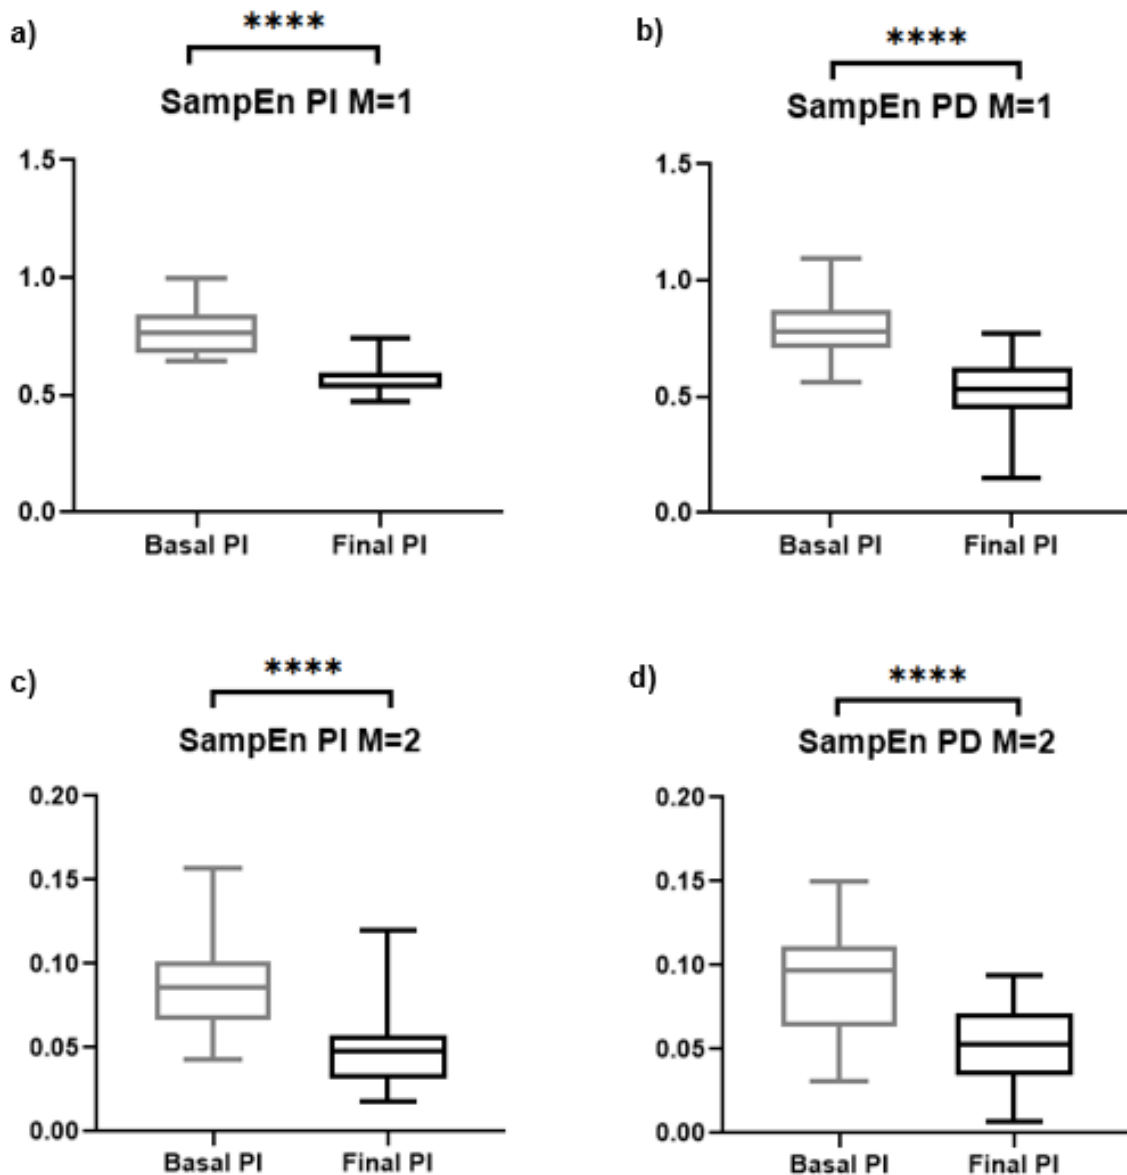 a)
****
SampEn PI M=1
1.5
1.0
0.5
0.0
Basal PI Final PI
b)
****
SampEn PD M=1
1.5
1.0
0.5
0.0
Basal PI Final PI
c)
****
SampEn PI M=2
0.20
0.15
0.10
0.05
0.00
Basal PI Final PI
d)
****
SampEn PD M=2
0.20
0.15
0.10
0.05
0.00
Basal PI Final PI